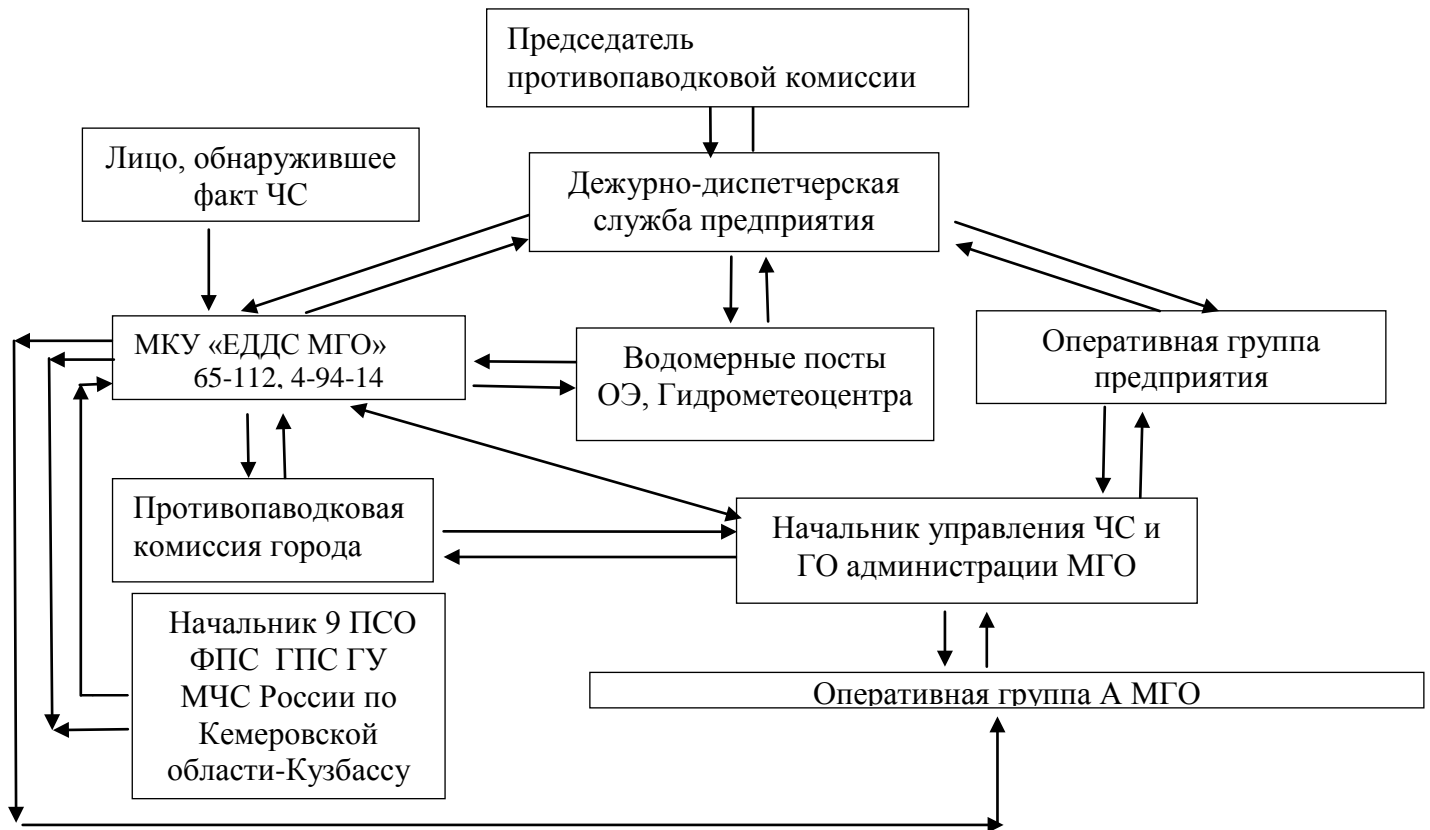 Председатель
противопаводковой комиссии
Лицо, обнаружившее
факт ЧС
Дежурно-диспетчерская
служба предприятия
МКУ «ЕДДС МГО»
65-112, 4-94-14
Водомерные посты
ОЭ, Гидрометеоцентра
Оперативная группа
предприятия
Противопаводковая
комиссия города
Начальник управления ЧС и
ГО администрации МГО
Начальник 9 ПСО
ФПС ГПС ГУ
МЧС России по
Кемеровской
области-Кузбассу
Оперативная группа А МГО